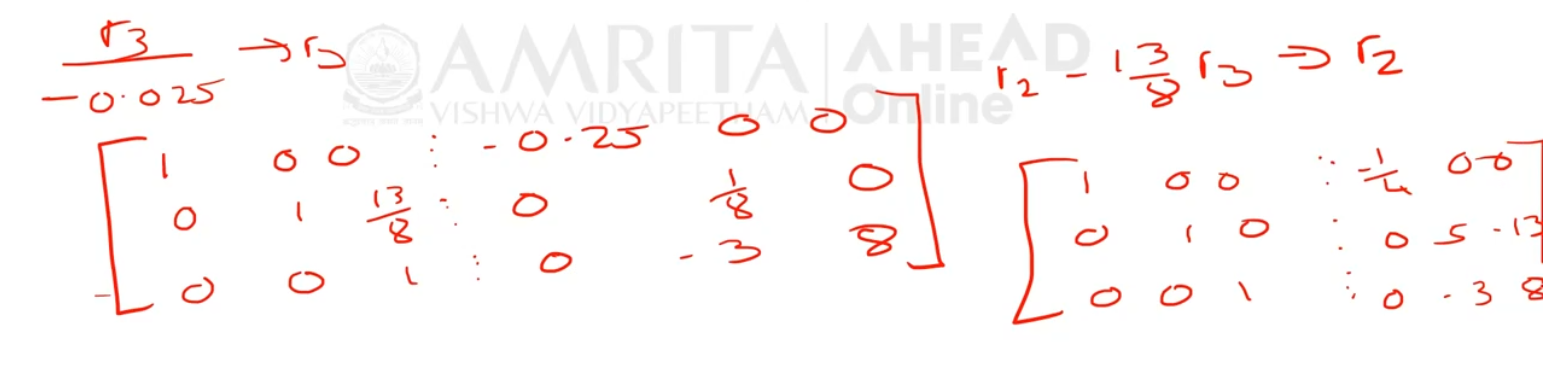 r3 / -0.025 → r3
AMRITA AHEAD
VISHWA VIDYAPEETHAM Online
r2 - 13/8 r3 → r2
[ 1 0 0 : -0.25 0 0
0 1 13/8 : 0 1/8 0
0 0 1 : 0 -3 8 ]
[ 1 0 0 : -1/4 0 0
0 1 0 : 0 5 -13
0 0 1 : 0 -3 8 ]